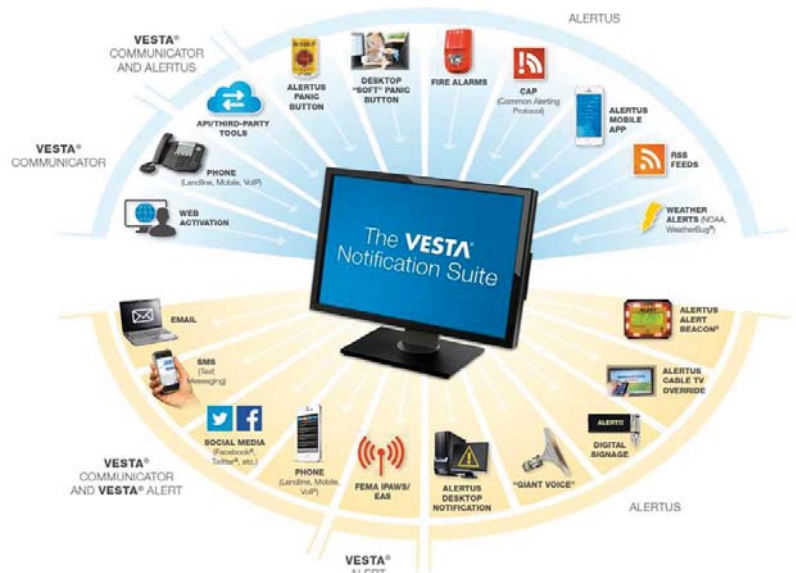 ALERTUS
VESTA®
COMMUNICATOR
AND ALERTUS
ALERTUS
PANIC
BUTTON
DESKTOP
"SOFT" PANIC
BUTTON
FIRE ALARMS
CAP
(Common Alerting
Protocol)
ALERTUS
MOBILE
APP
API/THIRD-PARTY
TOOLS
VESTA®
COMMUNICATOR
PHONE
(Landline, Mobile, VoIP)
RSS
FEEDS
WEB
ACTIVATION
WEATHER
ALERTS (NOAA,
WeatherBug®)
The VESTA®
Notification Suite
EMAIL
ALERT
ALERTUS
ALERT
BEACON®
SMS
(Text
Messaging)
ALERTUS
CABLE TV
OVERRIDE
SOCIAL MEDIA
(Facebook®,
Twitter®, etc.)
PHONE
(Landline, Mobile,
VoIP)
FEMA IPAWS/
EAS
ALERTUS
DESKTOP
NOTIFICATION
"GIANT VOICE"
ALERT!!
DIGITAL
SIGNAGE
VESTA®
COMMUNICATOR
AND VESTA® ALERT
ALERTUS
VESTA®
ALERT